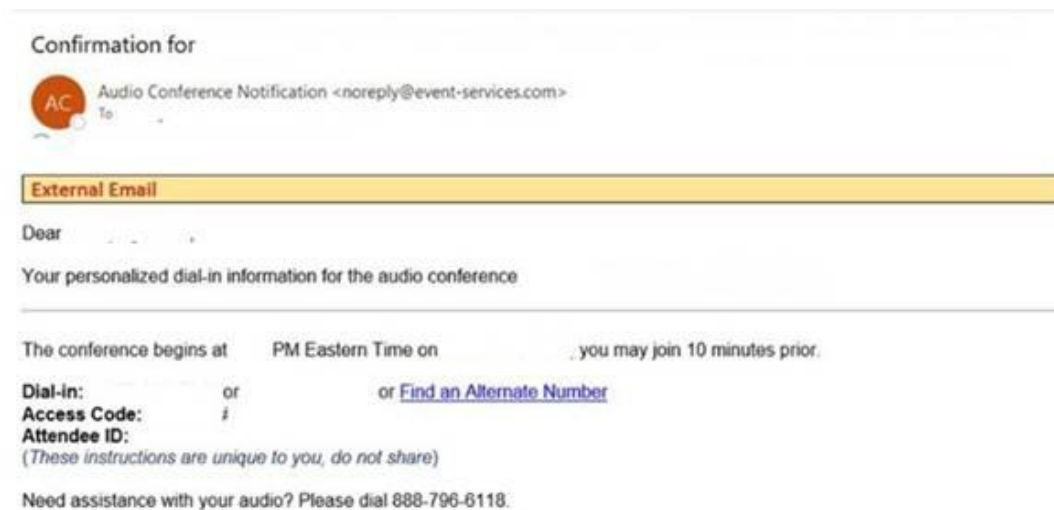 Confirmation for
AC
Audio Conference Notification <noreply@event-services.com>
To
External Email
Dear
Your personalized dial-in information for the audio conference
The conference begins at PM Eastern Time on , you may join 10 minutes prior.
Dial-in: or or Find an Alternate Number
Access Code:
Attendee ID:
(These instructions are unique to you, do not share)
Need assistance with your audio? Please dial 888-796-6118.